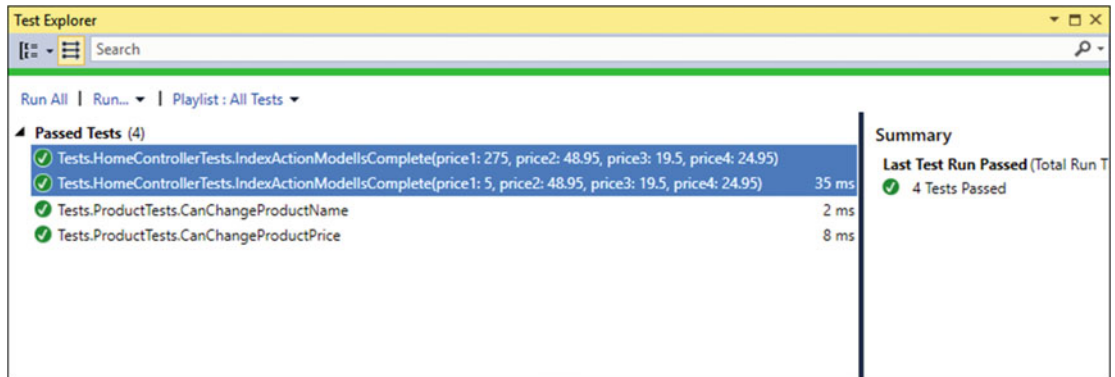 Test Explorer
Search
Run All | Run... | Playlist : All Tests
Passed Tests (4)
Tests.HomeControllerTests.IndexActionModelIsComplete(price1: 275, price2: 48.95, price3: 19.5, price4: 24.95)
Tests.HomeControllerTests.IndexActionModelIsComplete(price1: 5, price2: 48.95, price3: 19.5, price4: 24.95) 35 ms
Tests.ProductTests.CanChangeProductName 2 ms
Tests.ProductTests.CanChangeProductPrice 8 ms
Summary
Last Test Run Passed (Total Run T
4 Tests Passed